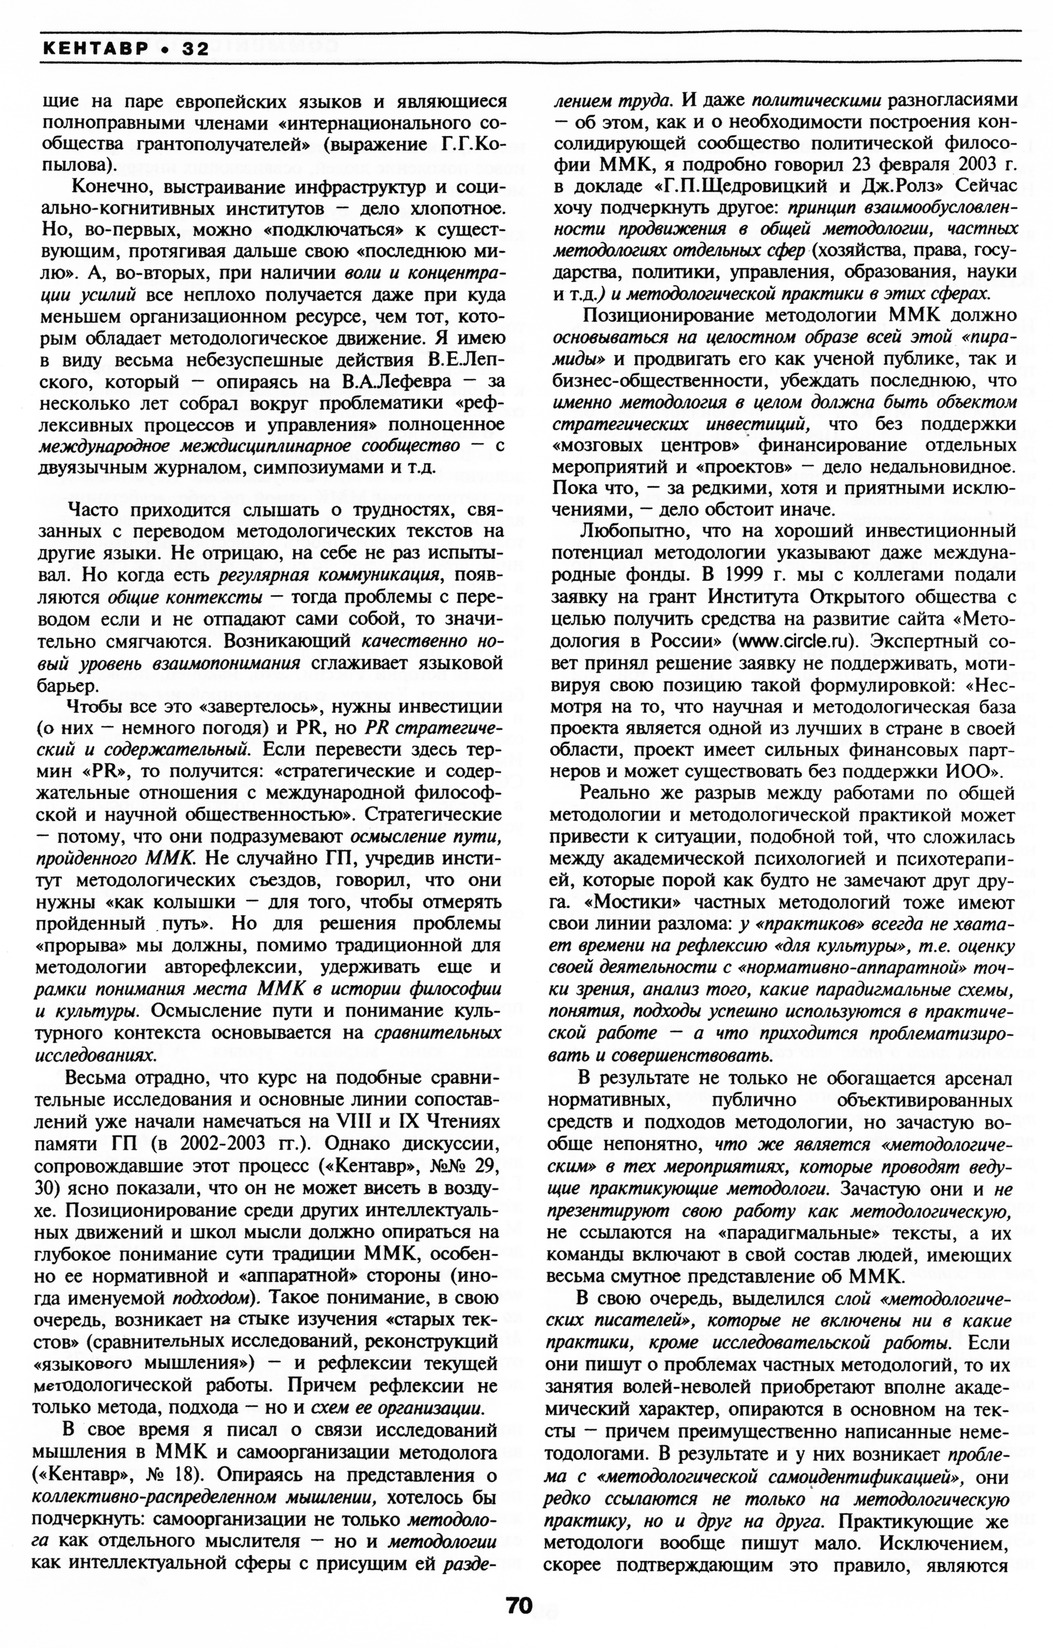 КЕНТАВР • 32
щие на паре европейских языков и являющиеся
полноправными членами «интернационального со-
общества грантополучателей» (выражение Г.Г.Ко-
пылова).
Конечно, выстраивание инфраструктур и соци-
ально-когнитивных институтов — дело хлопотное.
Но, во-первых, можно «подключаться» к сущест-
вующим, протягивая дальше свою «последнюю ми-
лю». А, во-вторых, при наличии воли и концентра-
ции усилий все неплохо получается даже при куда
меньшем организационном ресурсе, чем тот, кото-
рым обладает методологическое движение. Я имею
в виду весьма небезуспешные действия В.Е.Леп-
ского, который — опираясь на В.А.Лефевра — за
несколько лет собрал вокруг проблематики «реф-
лексивных процессов и управления» полноценное
международное междисциплинарное сообщество — с
двуязычным журналом, симпозиумами и т.д.
Часто приходится слышать о трудностях, свя-
занных с переводом методологических текстов на
другие языки. Не отрицаю, на себе не раз испыты-
вал. Но когда есть регулярная коммуникация, появ-
ляются общие контексты — тогда проблемы с пере-
водом если и не отпадают сами собой, то значи-
тельно смягчаются. Возникающий качественно но-
вый уровень взаимопонимания сглаживает языковой
барьер.
Чтобы все это «завертелось», нужны инвестиции
(о них — немного погодя) и PR, но PR стратегиче-
ский и содержательный. Если перевести здесь тер-
мин «PR», то получится: «стратегические и содер-
жательные отношения с международной философ-
ской и научной общественностью». Стратегические
— потому, что они подразумевают осмысление пути,
пройденного ММК. Не случайно ГП, учредив инсти-
тут методологических съездов, говорил, что они
нужны «как колышки — для того, чтобы отмерять
пройденный путь». Но для решения проблемы
«прорыва» мы должны, помимо традиционной для
методологии авторефлексии, удерживать еще и
рамки понимания места ММК в истории философии
и культуры. Осмысление пути и понимание куль-
турного контекста основывается на сравнительных
исследованиях.
Весьма отрадно, что курс на подобные сравни-
тельные исследования и основные линии сопостав-
лений уже начали намечаться на VIII и IX Чтениях
памяти ГП (в 2002-2003 гг.). Однако дискуссии,
сопровождавшие этот процесс («Кентавр», №№ 29,
30) ясно показали, что он не может висеть в возду-
хе. Позиционирование среди других интеллектуаль-
ных движений и школ мысли должно опираться на
глубокое понимание сути традиции ММК, особен-
но ее нормативной и «аппаратной» стороны (ино-
гда именуемой подходом). Такое понимание, в свою
очередь, возникает на стыке изучения «старых тек-
стов» (сравнительных исследований, реконструкций
«языкового мышления») — и рефлексии текущей
методологической работы. Причем рефлексии не
только метода, подхода — но и схем ее организации.
В свое время я писал о связи исследований
мышления в ММК и самоорганизации методолога
(«Кентавр», № 18). Опираясь на представления о
коллективно-распределенном мышлении, хотелось бы
подчеркнуть: самоорганизации не только методоло-
га как отдельного мыслителя — но и методологии
как интеллектуальной сферы с присущим ей разде-
лением труда. И даже политическими разногласиями
— об этом, как и о необходимости построения кон-
солидирующей сообщество политической филосо-
фии ММК, я подробно говорил 23 февраля 2003 г.
в докладе «Г.П.Щедровицкий и Дж.Ролз» Сейчас
хочу подчеркнуть другое: принцип взаимообусловлен-
ности продвижения в общей методологии, частных
методологиях отдельных сфер (хозяйства, права, госу-
дарства, политики, управления, образования, науки
и т.д.) и методологической практики в этих сферах.
Позиционирование методологии ММК должно
основываться на целостном образе всей этой «пира-
миды» и продвигать его как ученой публике, так и
бизнес-общественности, убеждать последнюю, что
именно методология в целом должна быть объектом
стратегических инвестиций, что без поддержки
«мозговых центров» финансирование отдельных
мероприятий и «проектов» — дело недальновидное.
Пока что, — за редкими, хотя и приятными исклю-
чениями, — дело обстоит иначе.
Любопытно, что на хороший инвестиционный
потенциал методологии указывают даже междуна-
родные фонды. В 1999 г. мы с коллегами подали
заявку на грант Института Открытого общества с
целью получить средства на развитие сайта «Мето-
дология в России» (www.circle.ru). Экспертный со-
вет принял решение заявку не поддерживать, моти-
вируя свою позицию такой формулировкой: «Нес-
мотря на то, что научная и методологическая база
проекта является одной из лучших в стране в своей
области, проект имеет сильных финансовых парт-
неров и может существовать без поддержки ИОО».
Реально же разрыв между работами по общей
методологии и методологической практикой может
привести к ситуации, подобной той, что сложилась
между академической психологией и психотерапи-
ей, которые порой как будто не замечают друг дру-
га. «Мостики» частных методологий тоже имеют
свои линии разлома: у «практиков» всегда не хвата-
ет времени на рефлексию «для культуры», т.е. оценку
своей деятельности с «нормативно-аппаратной» точ-
ки зрения, анализ того, какие парадигмальные схемы,
понятия, подходы успешно используются в практиче-
ской работе — а что приходится проблематизиро-
вать и совершенствовать.
В результате не только не обогащается арсенал
нормативных, публично объективированных
средств и подходов методологии, но зачастую во-
обще непонятно, что же является «методологиче-
ским» в тех мероприятиях, которые проводят веду-
щие практикующие методологи. Зачастую они и не
презентируют свою работу как методологическую,
не ссылаются на «парадигмальные» тексты, а их
команды включают в свой состав людей, имеющих
весьма смутное представление об ММК.
В свою очередь, выделился слой «методологиче-
ских писателей», которые не включены ни в какие
практики, кроме исследовательской работы. Если
они пишут о проблемах частных методологий, то их
занятия волей-неволей приобретают вполне акаде-
мический характер, опираются в основном на тек-
сты — причем преимущественно написанные неме-
тодологами. В результате и у них возникает пробле-
ма с «методологической самоидентификацией», они
редко ссылаются не только на методологическую
практику, но и друг на друга. Практикующие же
методологи вообще пишут мало. Исключением,
скорее подтверждающим это правило, являются
70